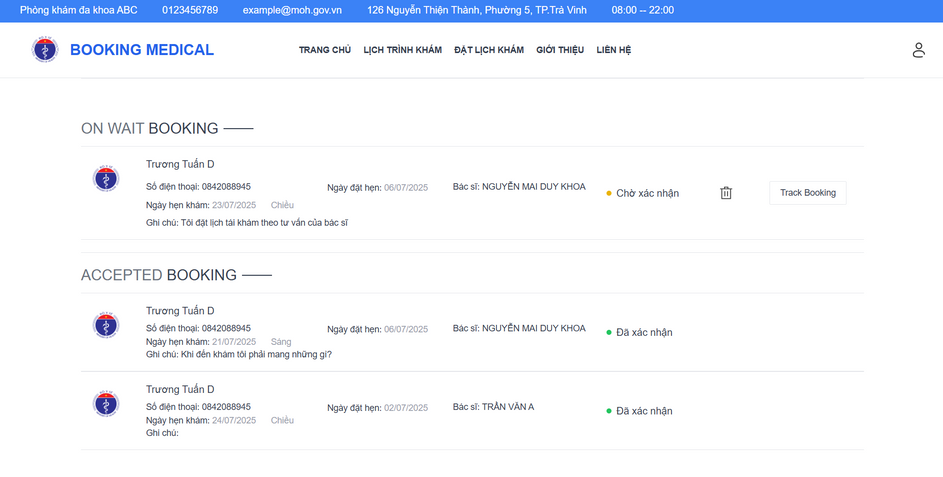 Phòng khám đa khoa ABC 0123456789 example@moh.gov.vn 126 Nguyễn Thiện Thành, Phường 5, TP.Trà Vinh 08:00 -- 22:00
BOOKING MEDICAL TRANG CHỦ LỊCH TRÌNH KHÁM ĐẶT LỊCH KHÁM GIỚI THIỆU LIÊN HỆ
ON WAIT BOOKING
Trương Tuấn D
Số điện thoại: 0842088945 Ngày đặt hẹn: 06/07/2025 Bác sĩ: NGUYỄN MAI DUY KHOA Chờ xác nhận Track Booking
Ngày hẹn khám: 23/07/2025 Chiều
Ghi chú: Tôi đặt lịch tái khám theo tư vấn của bác sĩ
ACCEPTED BOOKING
Trương Tuấn D
Số điện thoại: 0842088945 Ngày đặt hẹn: 06/07/2025 Bác sĩ: NGUYỄN MAI DUY KHOA Đã xác nhận
Ngày hẹn khám: 21/07/2025 Sáng
Ghi chú: Khi đến khám tôi phải mang những gì?
Trương Tuấn D
Số điện thoại: 0842088945 Ngày đặt hẹn: 02/07/2025 Bác sĩ: TRẦN VĂN A Đã xác nhận
Ngày hẹn khám: 24/07/2025 Chiều
Ghi chú: